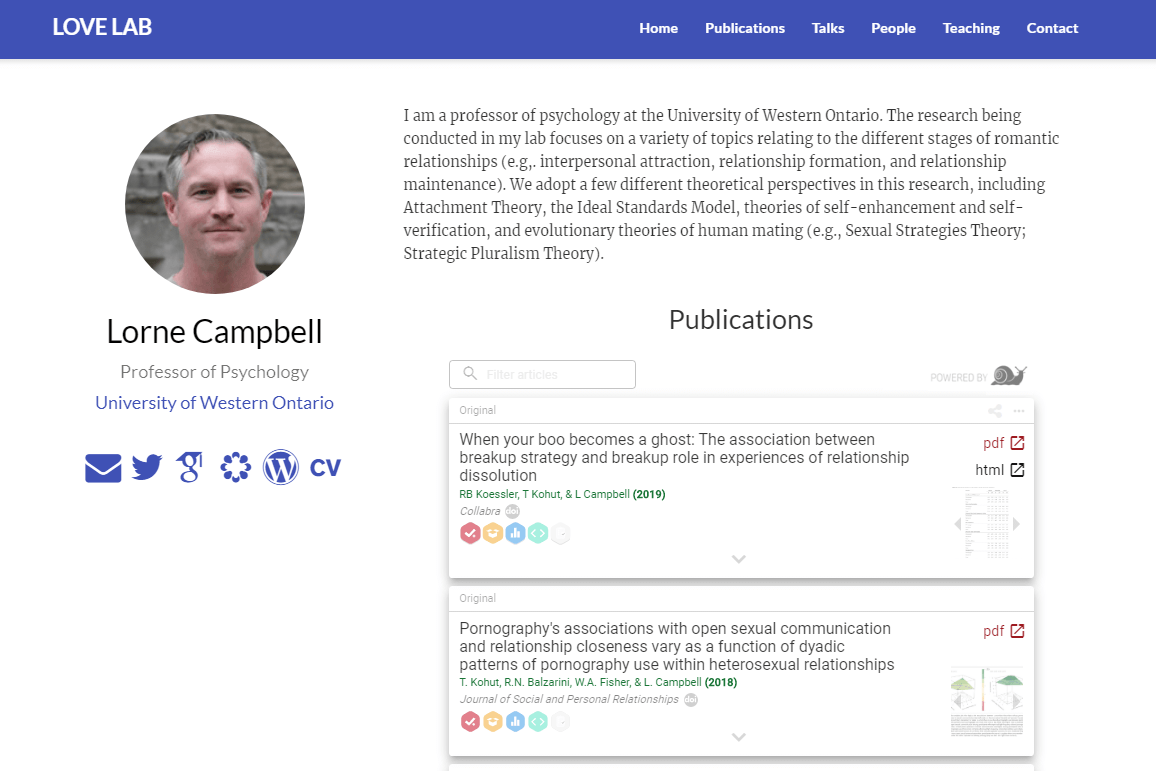 LOVE LAB
Home Publications Talks People Teaching Contact
Lorne Campbell
Professor of Psychology
University of Western Ontario
CV
I am a professor of psychology at the University of Western Ontario. The research being
conducted in my lab focuses on a variety of topics relating to the different stages of romantic
relationships (e.g,. interpersonal attraction, relationship formation, and relationship
maintenance). We adopt a few different theoretical perspectives in this research, including
Attachment Theory, the Ideal Standards Model, theories of self-enhancement and self-
verification, and evolutionary theories of human mating (e.g., Sexual Strategies Theory;
Strategic Pluralism Theory).
Publications
Filter articles
POWERED BY
Original
When your boo becomes a ghost: The association between
breakup strategy and breakup role in experiences of relationship
dissolution
RB Koessler, T Kohut, & L Campbell (2019)
Collabra doi
pdf
html
Original
Pornography's associations with open sexual communication
and relationship closeness vary as a function of dyadic
patterns of pornography use within heterosexual relationships
T. Kohut, R.N. Balzarini, W.A. Fisher, & L. Campbell (2018)
Journal of Social and Personal Relationships doi
pdf